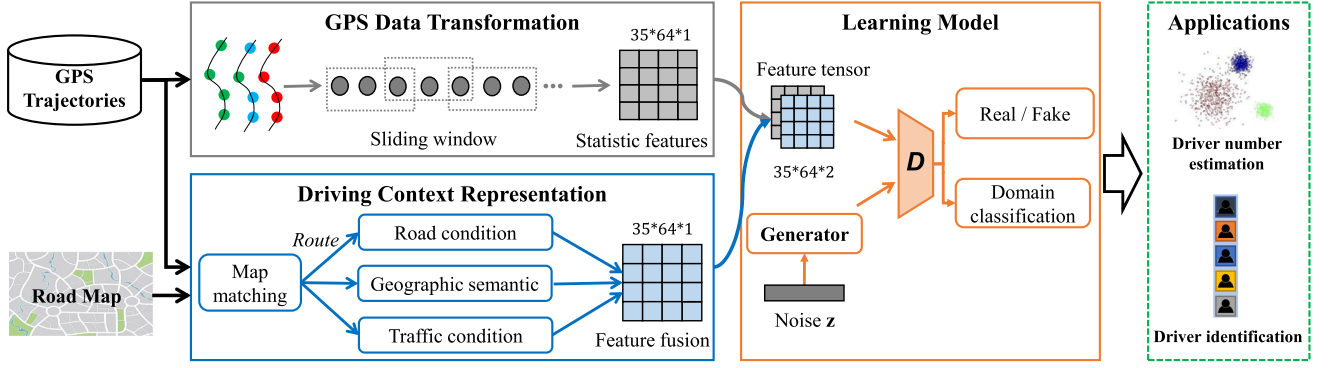 GPS
Trajectories
Road Map
GPS Data Transformation
35*64*1
Sliding window
Statistic features
Driving Context Representation
Map
matching
Route
Road condition
Geographic semantic
Traffic condition
35*64*1
Feature fusion
Learning Model
Feature tensor
35*64*2
D
Real / Fake
Domain
classification
Generator
Noise z
Applications
Driver number
estimation
Driver identification